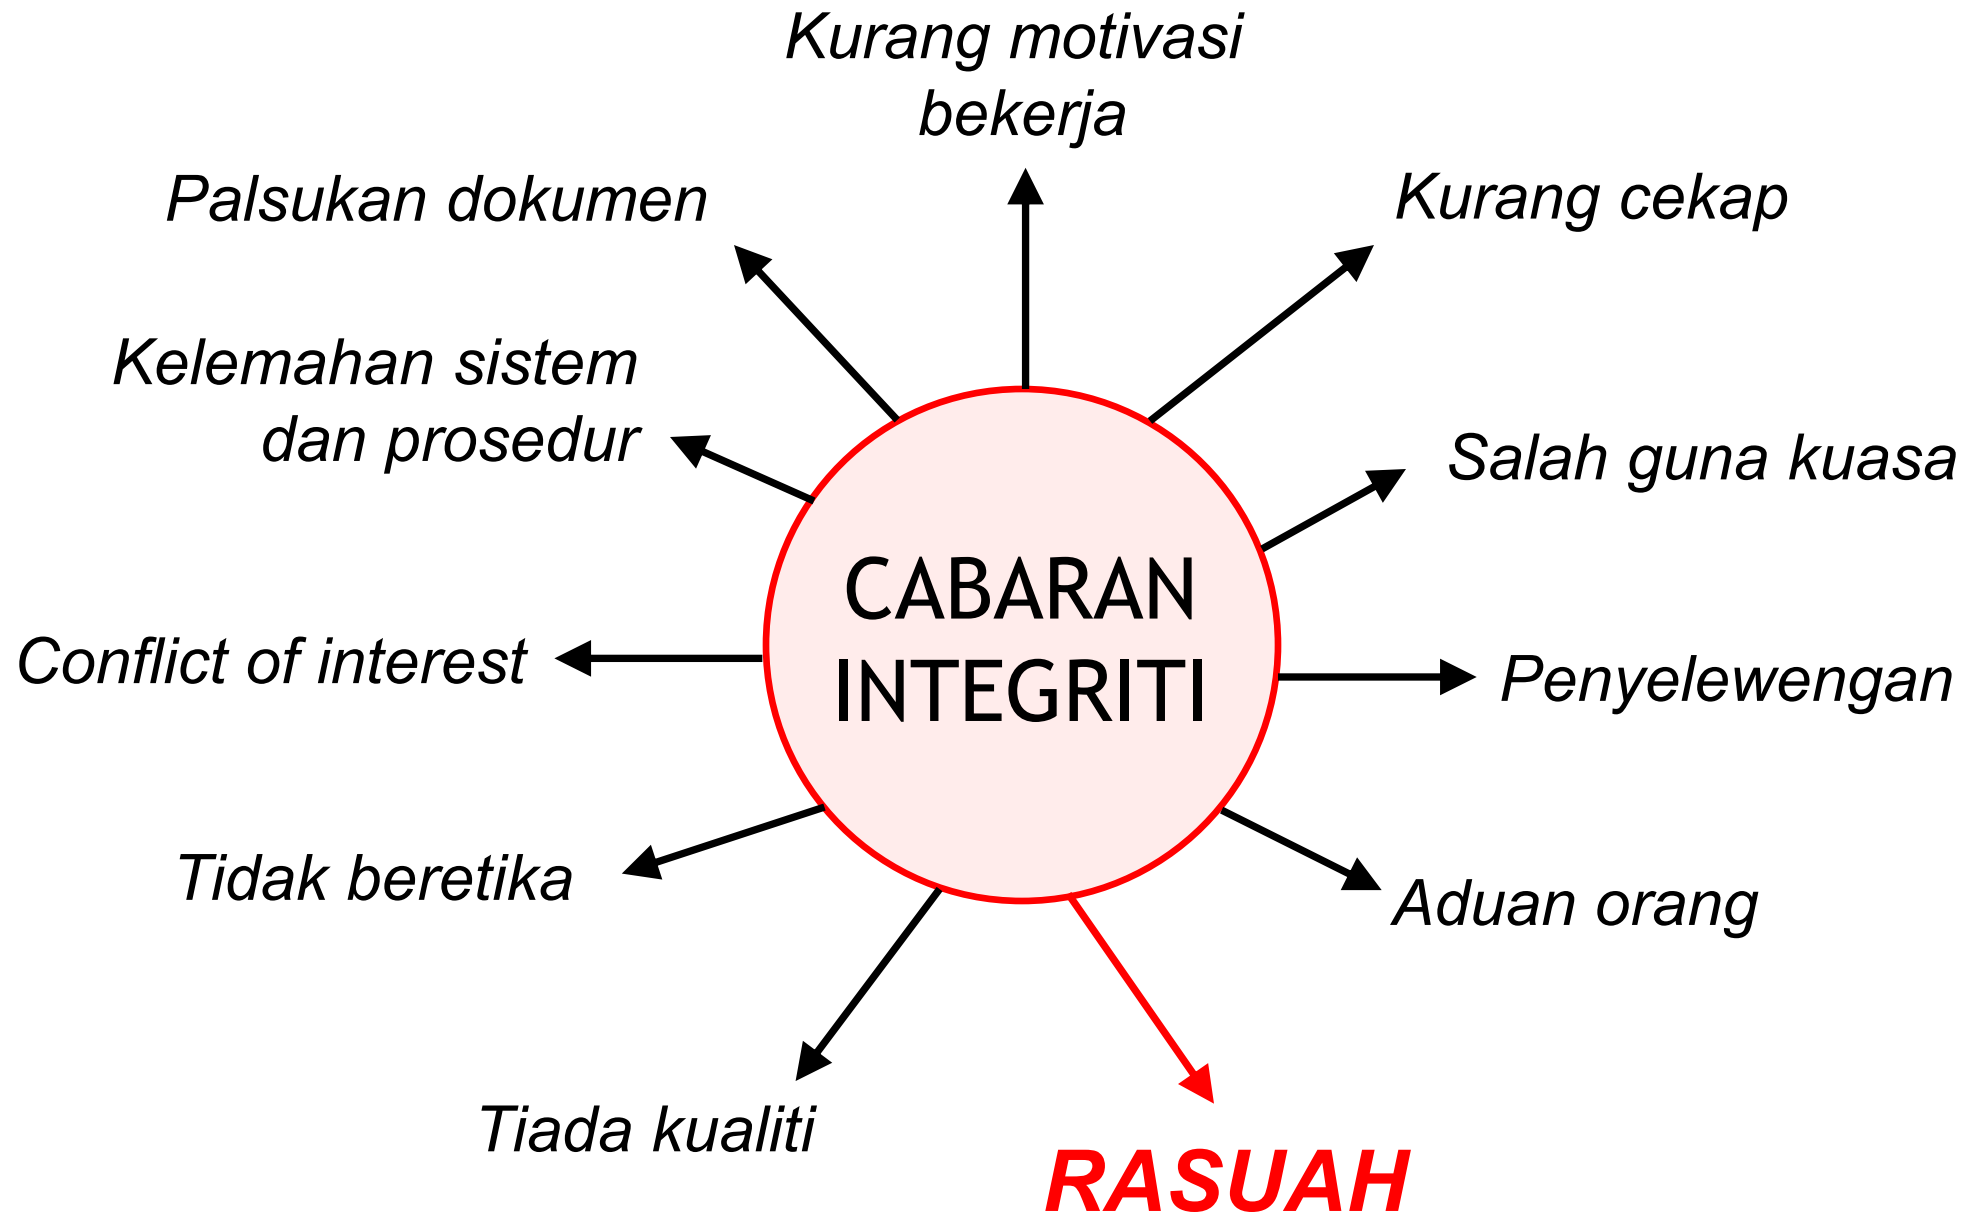 Kurang motivasi
bekerja
Palsukan dokumen
Kurang cekap
Kelemahan sistem
dan prosedur
Salah guna kuasa
CABARAN
INTEGRITI
Conflict of interest
Penyelewengan
Tidak beretika
Aduan orang
Tiada kualiti
RASUAH